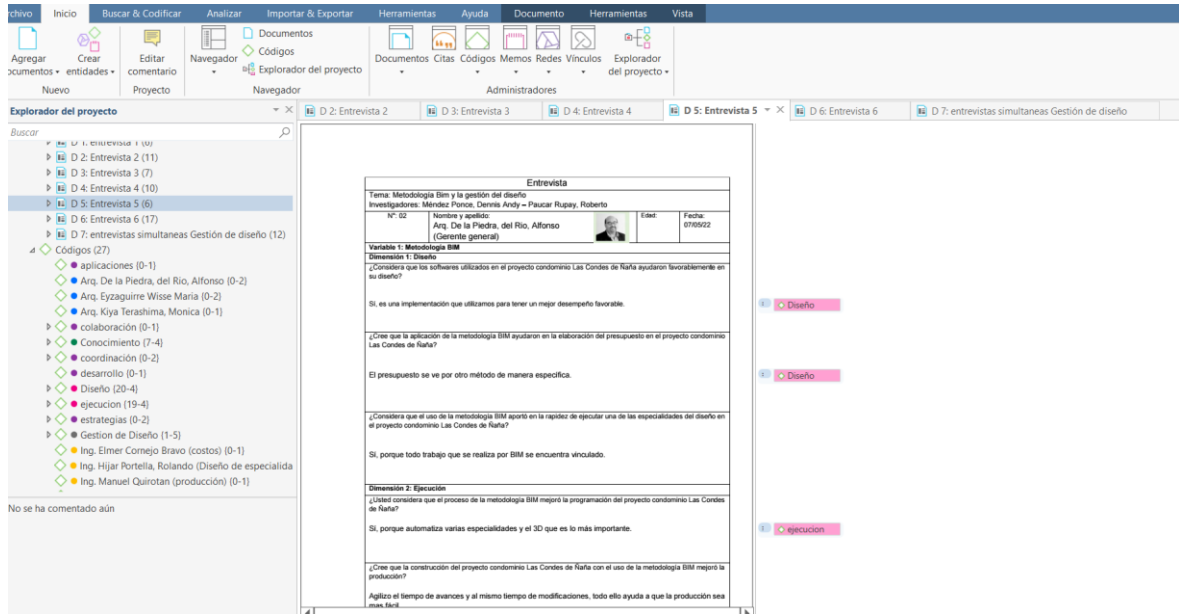 rchivo Inicio Buscar & Codificar Analizar Importar & Exportar Herramientas Ayuda Documento Herramientas Vista
Agregar
ocumentos
Crear
entidades
Nuevo
Editar
comentario
Proyecto
Navegador
Documentos
Códigos
Explorador del proyecto
Navegador
Documentos Citas Códigos Memos Redes Vínculos Explorador
del proyecto
Administradores
Explorador del proyecto
Buscar
D 1: Entrevista 1 (6)
D 2: Entrevista 2 (11)
D 3: Entrevista 3 (7)
D 4: Entrevista 4 (10)
D 5: Entrevista 5 (6)
D 6: Entrevista 6 (17)
D 7: entrevistas simultaneas Gestión de diseño (12)
Códigos (27)
aplicaciones {0-1}
Arq. De la Piedra, del Rio, Alfonso {0-2}
Arq. Eyzaguirre Wisse Maria {0-2}
Arq. Kiya Terashima, Monica {0-1}
colaboración {0-1}
Conocimiento {7-4}
coordinación {0-2}
desarrollo {0-1}
Diseño {20-4}
ejecucion {19-4}
estrategias {0-2}
Gestion de Diseño {1-5}
Ing. Elmer Cornejo Bravo (costos) {0-1}
Ing. Hijar Portella, Rolando (Diseño de especialida
Ing. Manuel Quirotan (producción) {0-1}
No se ha comentado aún
D 2: Entrevista 2 D 3: Entrevista 3 D 4: Entrevista 4 D 5: Entrevista 5 D 6: Entrevista 6 D 7: entrevistas simultaneas Gestión de diseño
Entrevista
Tema: Metodología Bim y la gestión del diseño
Investigadores: Méndez Ponce, Dennis Andy – Paucar Rupay, Roberto
N°: 02
Nombre y apellido:
Arq. De la Piedra, del Rio, Alfonso
(Gerente general)
Edad:
Fecha:
07/05/22
Variable 1: Metodología BIM
Dimensión 1: Diseño
¿Considera que los softwares utilizados en el proyecto condominio Las Condes de Ñaña ayudaron favorablemente en
su diseño?
Si, es una implementación que utilizamos para tener un mejor desempeño favorable.
Diseño
¿Cree que la aplicación de la metodología BIM ayudaron en la elaboración del presupuesto en el proyecto condominio
Las Condes de Ñaña?
El presupuesto se ve por otro método de manera especifica.
Diseño
¿Considera que el uso de la metodología BIM aportó en la rapidez de ejecutar una de las especialidades del diseño en
el proyecto condominio Las Condes de Ñaña?
Si, porque todo trabajo que se realiza por BIM se encuentra vinculado.
Dimensión 2: Ejecución
¿Usted considera que el proceso de la metodología BIM mejoró la programación del proyecto condominio Las Condes
de Ñaña?
Si, porque automatiza varias especialidades y el 3D que es lo más importante.
ejecucion
¿Cree que la construcción del proyecto condominio Las Condes de Ñaña con el uso de la metodología BIM mejoró la
producción?
Agilizo el tiempo de avances y al mismo tiempo de modificaciones, todo ello ayuda a que la producción sea
mas fácil